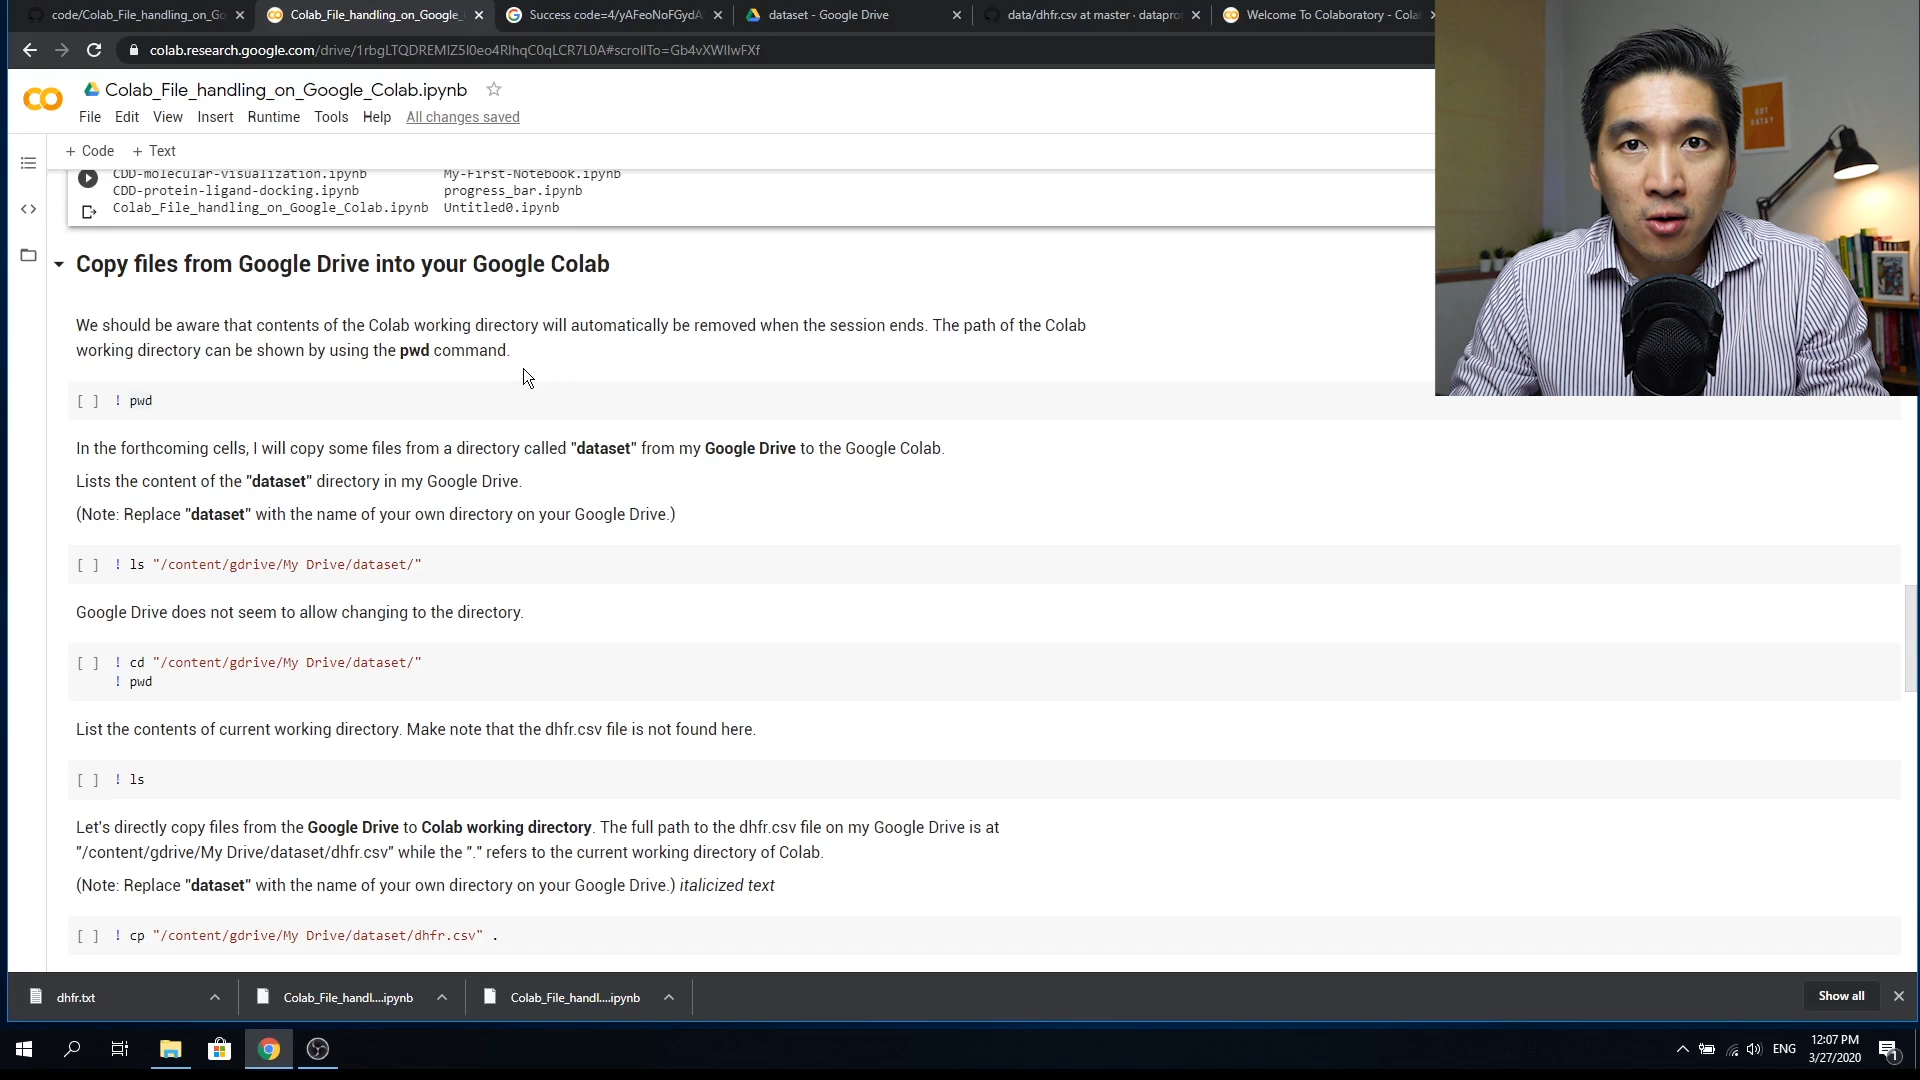 code/Colab_File_handling_on_Go
Colab_File_handling_on_Google_
Success code=4/yAFeoNoFGydA
dataset - Google Drive
data/dhfr.csv at master · datapro
Welcome To Colaboratory - Cola
colab.research.google.com/drive/1rbgLTQDREMIZ5I0eo4RIhqC0qLCR7L0A#scrollTo=Gb4vXWIIwFXf
CO
Colab_File_handling_on_Google_Colab.ipynb
File Edit View Insert Runtime Tools Help All changes saved
+ Code + Text
CDD-molecular-visualization.ipynb My-First-Notebook.ipynb
CDD-protein-ligand-docking.ipynb progress_bar.ipynb
Colab_File_handling_on_Google_Colab.ipynb Untitled0.ipynb
Copy files from Google Drive into your Google Colab
We should be aware that contents of the Colab working directory will automatically be removed when the session ends. The path of the Colab
working directory can be shown by using the pwd command.
[ ] ! pwd
In the forthcoming cells, I will copy some files from a directory called "dataset" from my Google Drive to the Google Colab.
Lists the content of the "dataset" directory in my Google Drive.
(Note: Replace "dataset" with the name of your own directory on your Google Drive.)
[ ] ! ls "/content/gdrive/My Drive/dataset/"
Google Drive does not seem to allow changing to the directory.
[ ] ! cd "/content/gdrive/My Drive/dataset/"
! pwd
List the contents of current working directory. Make note that the dhfr.csv file is not found here.
[ ] ! ls
Let's directly copy files from the Google Drive to Colab working directory. The full path to the dhfr.csv file on my Google Drive is at
"/content/gdrive/My Drive/dataset/dhfr.csv" while the "." refers to the current working directory of Colab.
(Note: Replace "dataset" with the name of your own directory on your Google Drive.) italicized text
[ ] ! cp "/content/gdrive/My Drive/dataset/dhfr.csv" .
GOT
DATA?
dhfr.txt
Colab_File_handl....ipynb
Colab_File_handl....ipynb
Show all
ENG
12:07 PM
3/27/2020
1